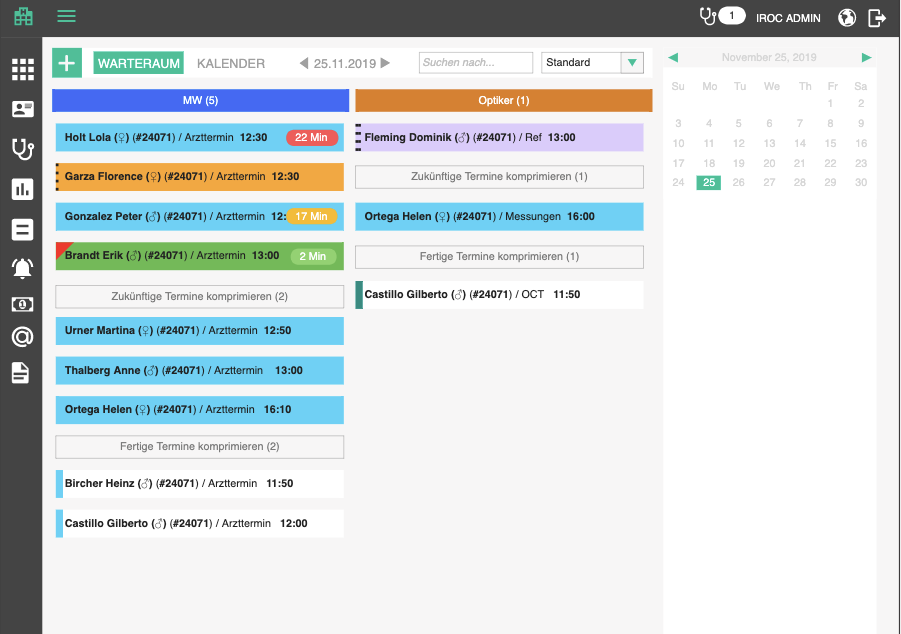 1 IROC ADMIN
+ WARTERAUM KALENDER 25.11.2019 Suchen nach... Standard
MW (5)
Holt Lola (♀) (#24071) / Arzttermin 12:30 22 Min
Garza Florence (♀) (#24071) / Arzttermin 12:30
Gonzalez Peter (♂) (#24071) / Arzttermin 12: 17 Min
Brandt Erik (♂) (#24071) / Arzttermin 13:00 2 Min
Zukünftige Termine komprimieren (2)
Urner Martina (♀) (#24071) / Arzttermin 12:50
Thalberg Anne (♂) (#24071) / Arzttermin 13:00
Ortega Helen (♀) (#24071) / Arzttermin 16:10
Fertige Termine komprimieren (2)
Bircher Heinz (♂) (#24071) / Arzttermin 11:50
Castillo Gilberto (♂) (#24071) / Arzttermin 12:00
Optiker (1)
Fleming Dominik (♂) (#24071) / Ref 13:00
Zukünftige Termine komprimieren (1)
Ortega Helen (♀) (#24071) / Messungen 16:00
Fertige Termine komprimieren (1)
Castillo Gilberto (♂) (#24071) / OCT 11:50
November 25, 2019
Su Mo Tu We Th Fr Sa
1 2
3 4 5 6 7 8 9
10 11 12 13 14 15 16
17 18 19 20 21 22 23
24 25 26 27 28 29 30